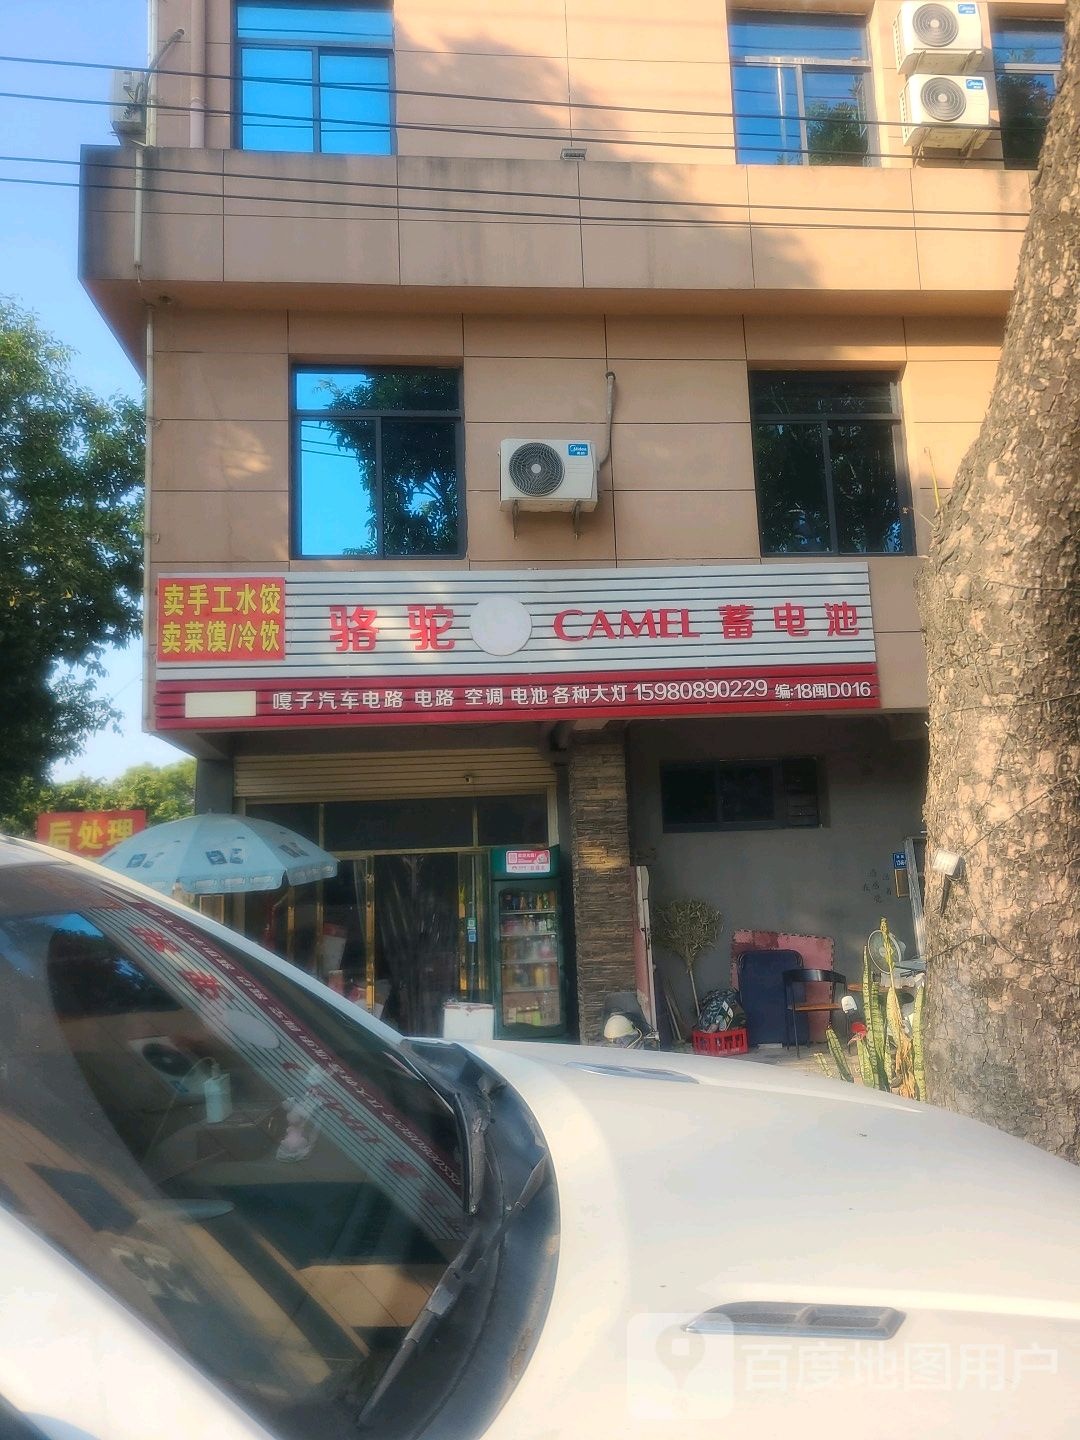 卖手工水饺
卖菜馍/冷饮
骆驼 CAMEL 蓄电池
嘎子汽车电路 电路 空调 电池 各种大灯 15980890229 编:18闽D016
后处理
百度地图用户